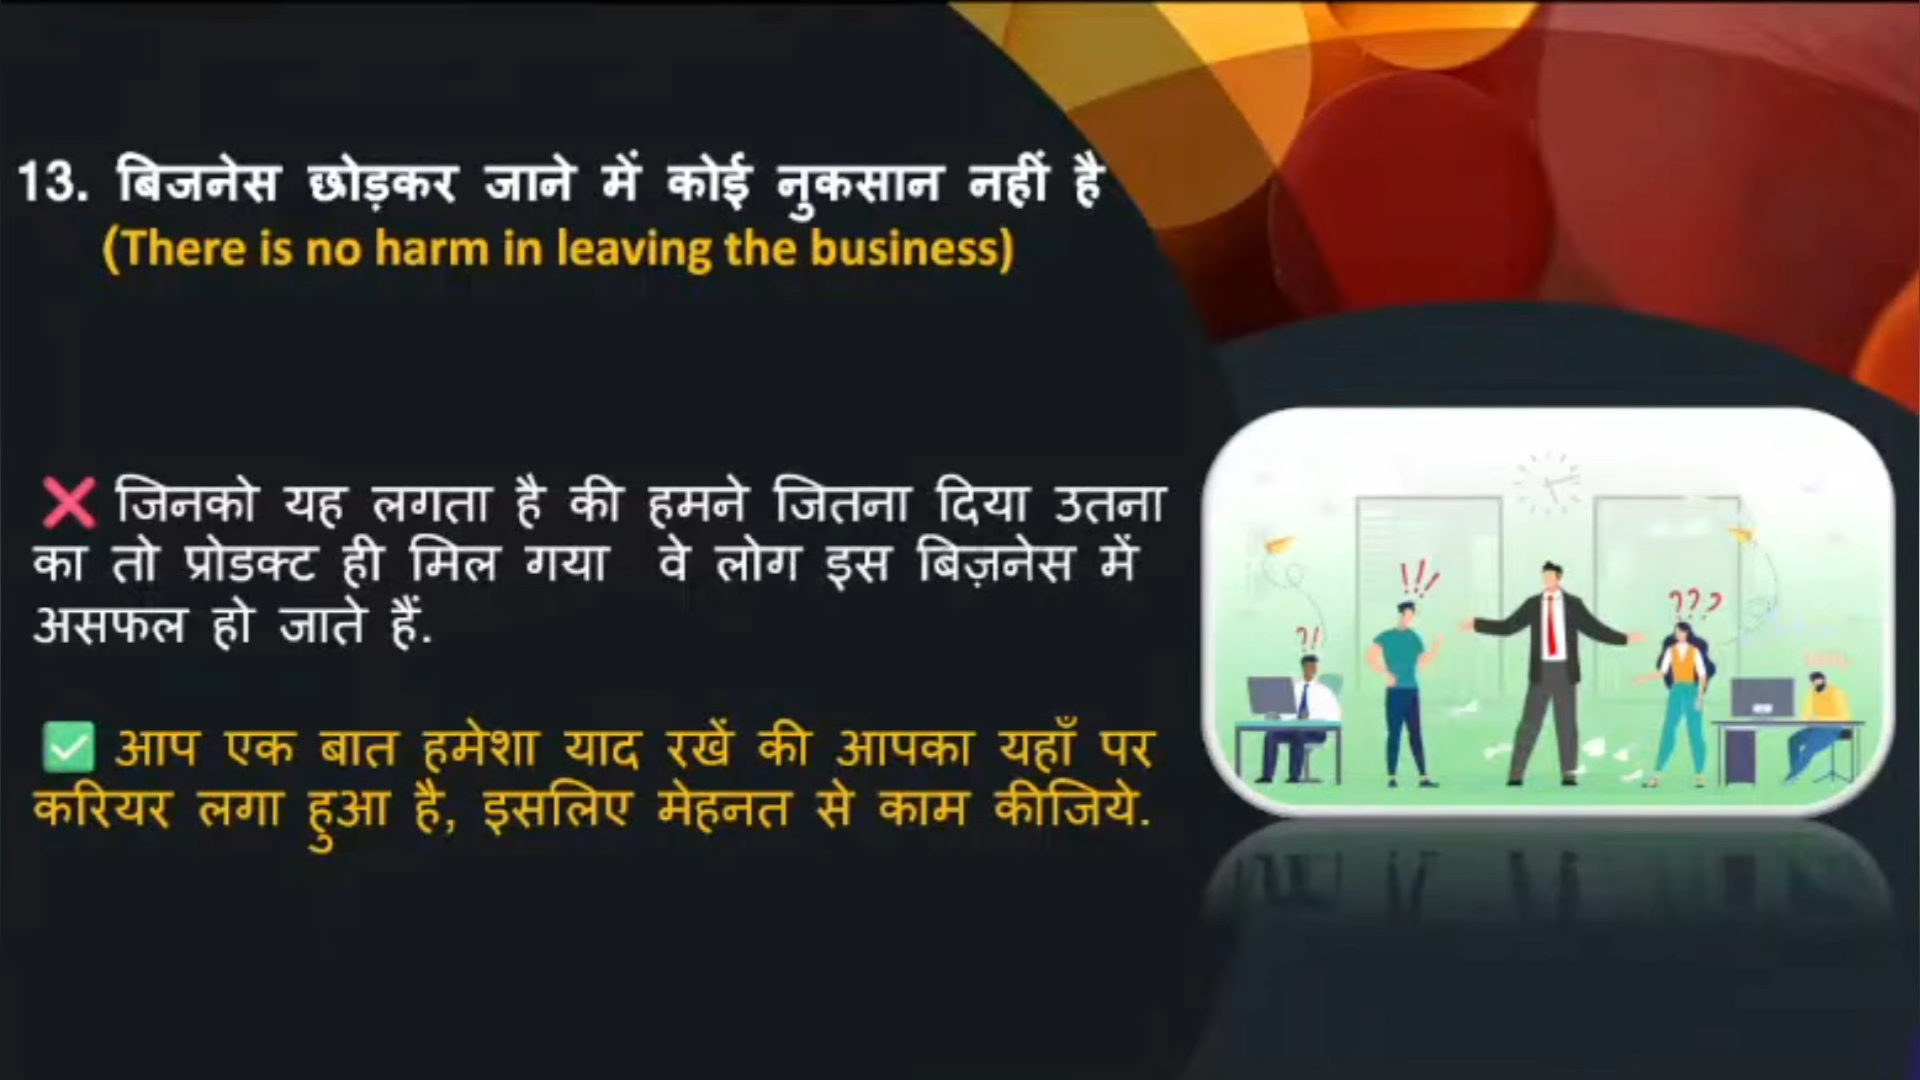 13. बिजनेस छोड़कर जाने में कोई नुकसान नहीं है
(There is no harm in leaving the business)
❌ जिनको यह लगता है की हमने जितना दिया उतना
का तो प्रोडक्ट ही मिल गया वे लोग इस बिज़नेस में
असफल हो जाते हैं.
✅ आप एक बात हमेशा याद रखें की आपका यहाँ पर
करियर लगा हुआ है, इसलिए मेहनत से काम कीजिये.
?!
!!!
???